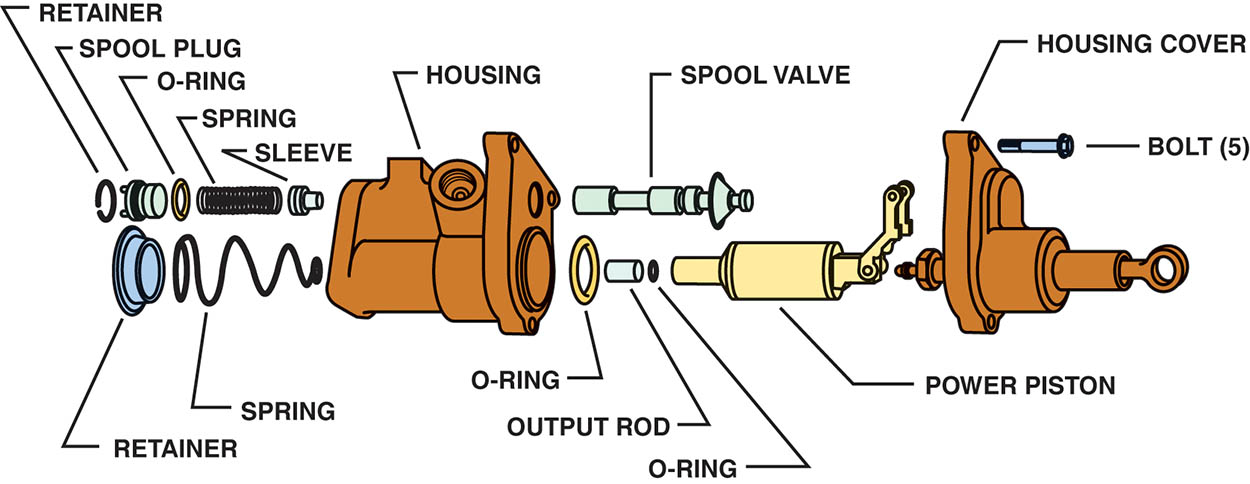 RETAINER
SPOOL PLUG
O-RING
SPRING
SLEEVE
HOUSING
SPOOL VALVE
HOUSING COVER
BOLT (5)
O-RING
OUTPUT ROD
O-RING
POWER PISTON
SPRING
RETAINER